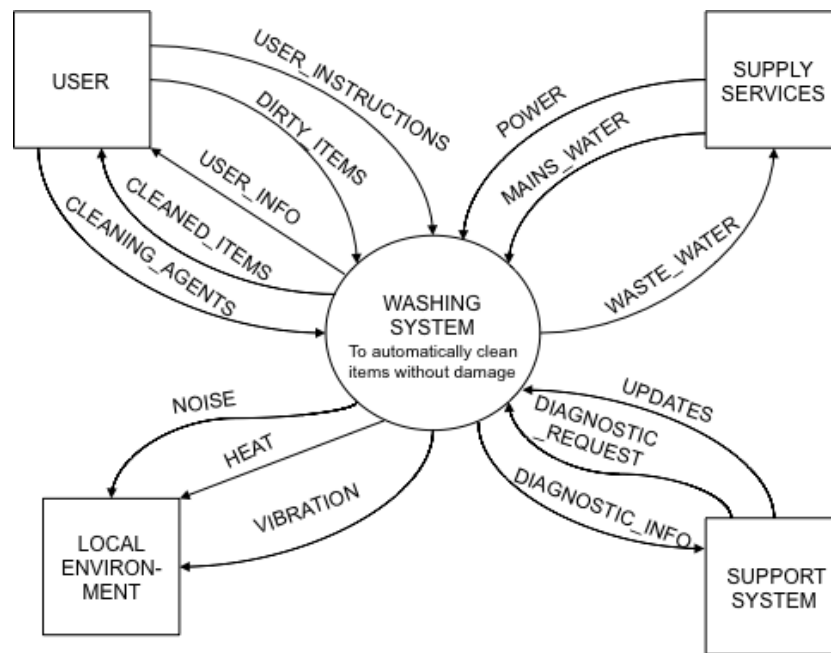 USER
USER_INSTRUCTIONS
DIRTY_ITEMS
USER_INFO
CLEANED_ITEMS
CLEANING_AGENTS
SUPPLY
SERVICES
POWER
MAINS_WATER
WASTE_WATER
WASHING
SYSTEM
To automatically clean
items without damage
NOISE
HEAT
VIBRATION
LOCAL
ENVIRON-
MENT
UPDATES
DIAGNOSTIC
_REQUEST
DIAGNOSTIC_INFO
SUPPORT
SYSTEM